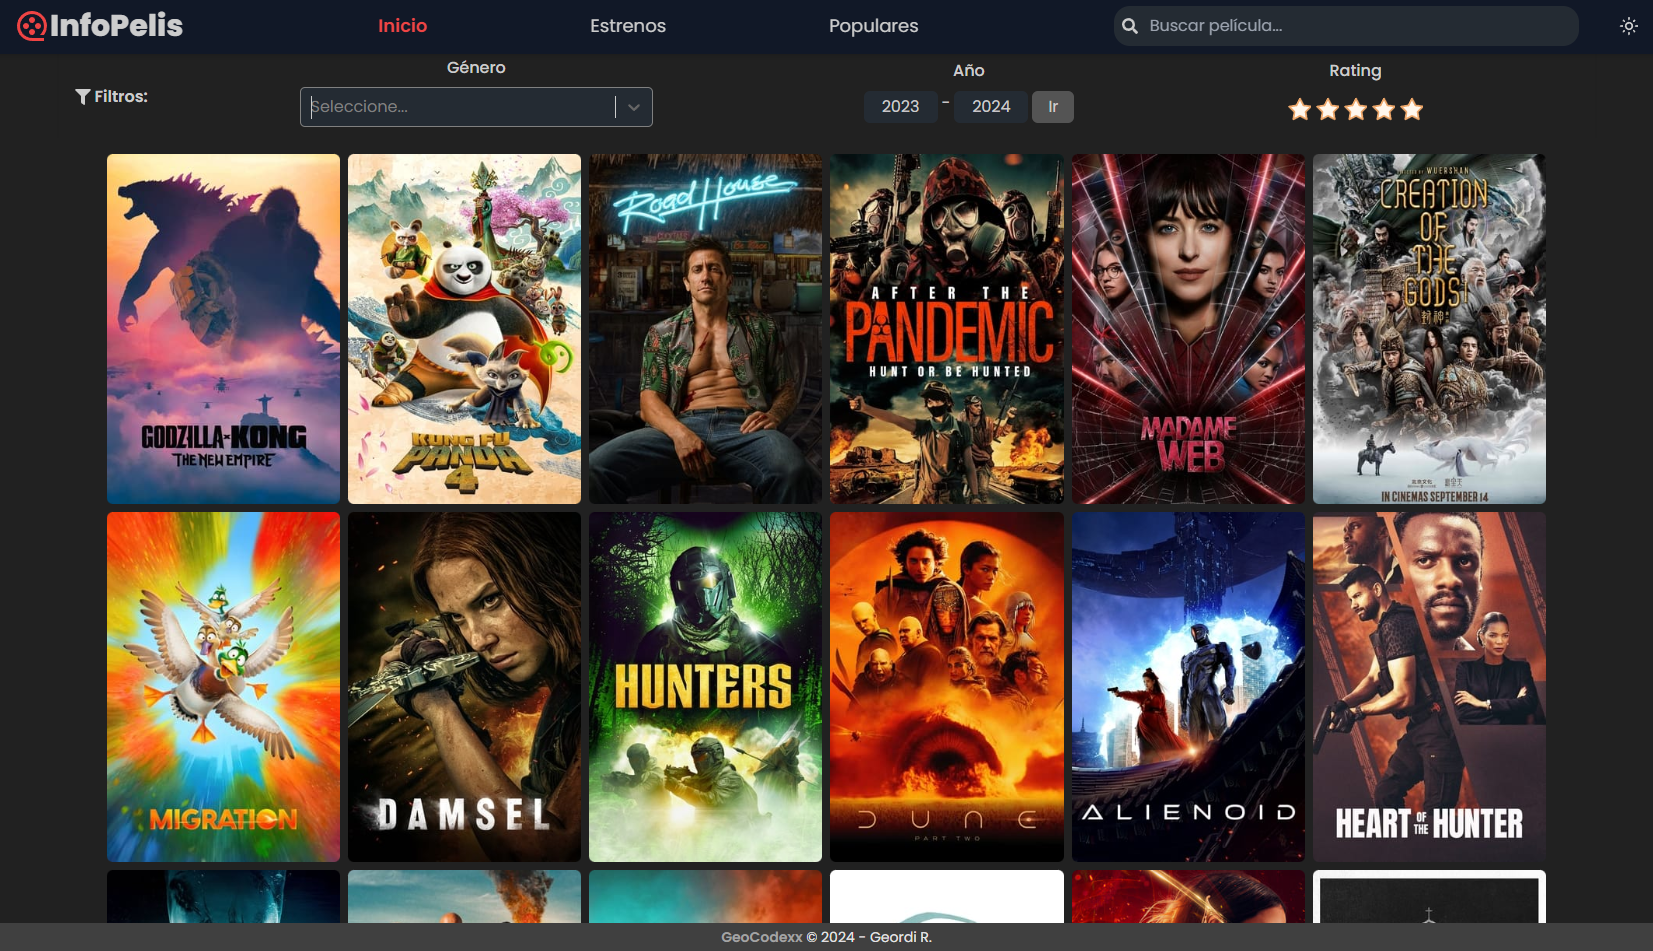 InfoPelis
Inicio
Estrenos
Populares
Buscar película...
Filtros:
Género
Seleccione...
Año
2023 - 2024 Ir
Rating
GODZILLA x KONG
THE NEW EMPIRE
KUNG FU
PANDA
4
Road House
AFTER THE
PANDEMIC
HUNT OR BE HUNTED
MADAME
WEB
WUERSHAN
CREATION
OF
THE
GODS I
IN CINEMAS SEPTEMBER 14
MIGRATION
DAMSEL
HUNTERS
DUNE
PART TWO
ALIENOID
HEART OF THE HUNTER
GeoCodexx © 2024 - Geordi R.